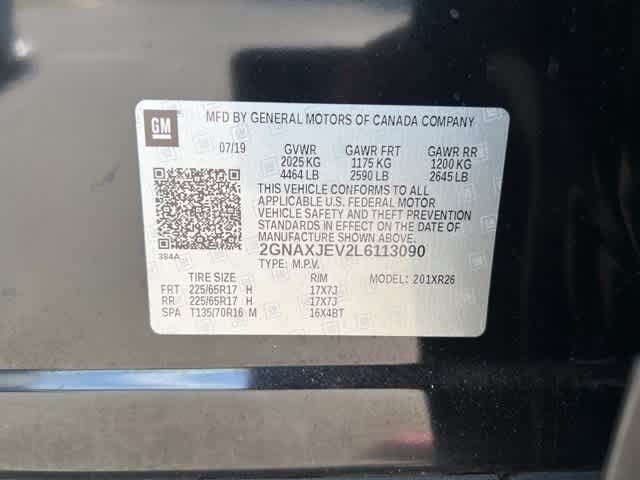 GM
MFD BY GENERAL MOTORS OF CANADA COMPANY
07/19 GVWR GAWR FRT GAWR RR
2025 KG 1175 KG 1200 KG
4464 LB 2590 LB 2645 LB
THIS VEHICLE CONFORMS TO ALL
APPLICABLE U.S. FEDERAL MOTOR
VEHICLE SAFETY AND THEFT PREVENTION
STANDARDS IN EFFECT ON THE DATE OF
MANUFACTURE SHOWN ABOVE.
2GNAXJEV2L6113090
384A TYPE: M.P.V.
TIRE SIZE RIM MODEL: 201XR26
FRT 225/65R17 H 17X7J
RR 225/65R17 H 17X7J
SPA T135/70R16 M 16X4BT